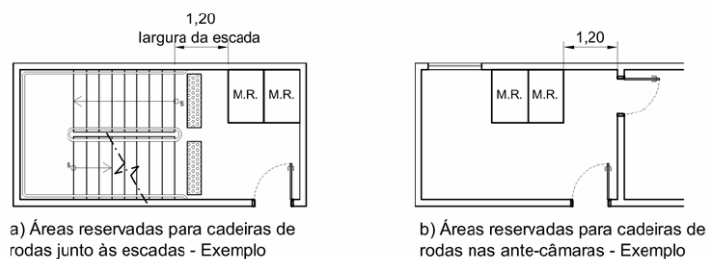 1,20
largura da escada
M.R. M.R.
s
s
a) Áreas reservadas para cadeiras de
rodas junto às escadas - Exemplo
1,20
M.R. M.R.
b) Áreas reservadas para cadeiras de
rodas nas ante-câmaras - Exemplo